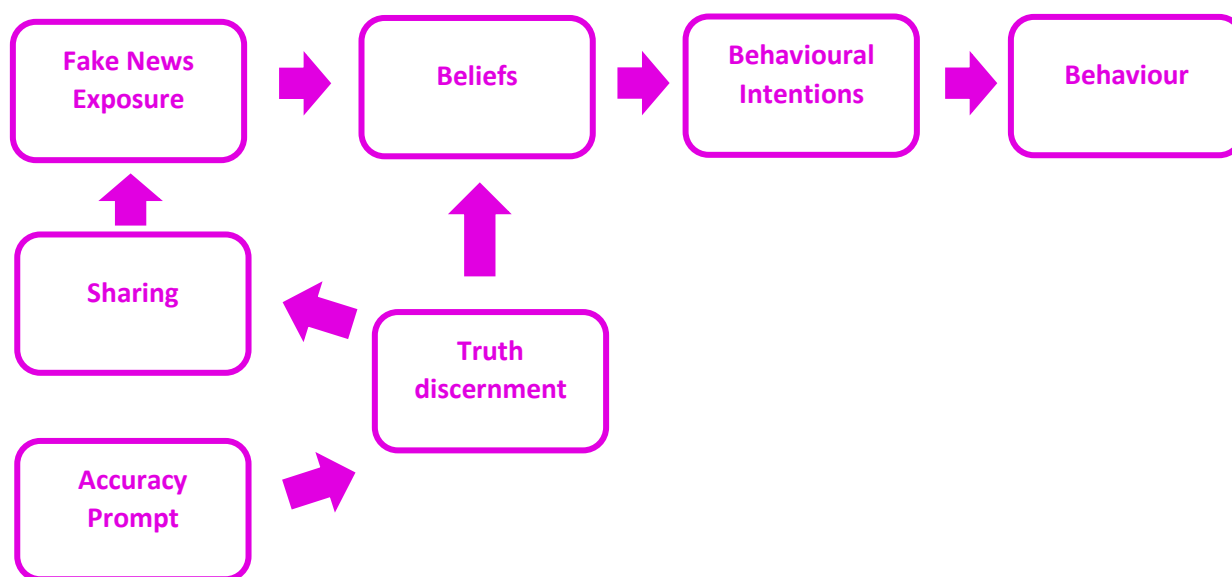 Fake News
Exposure
Beliefs
Behavioural
Intentions
Behaviour
Sharing
Truth
discernment
Accuracy
Prompt